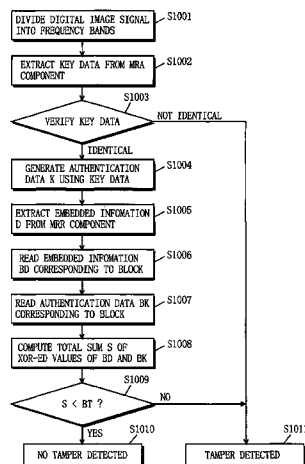 DIVIDE DIGITAL IMAGE SIGNAL
INTO FREQUENCY BANDS
S1001
EXTRACT KEY DATA FROM MRA
COMPONENT
S1002
S1003
VERIFY KEY DATA
NOT IDENTICAL
IDENTICAL
GENERATE AUTHENTICATION
DATA K USING KEY DATA
S1004
EXTRACT EMBEDDED INFOMATION
D FROM MRR COMPONENT
S1005
READ EMBEDDED INFOMATION
BD CORRESPONDING TO BLOCK
S1006
READ AUTHENTICATION DATA BK
CORRESPONDING TO BLOCK
S1007
COMPUTE TOTAL SUM S OF
XOR-ED VALUES OF BD AND BK
S1008
S1009
S < BT ?
NO
YES
S1010
S1011
NO TAMPER DETECTED
TAMPER DETECTED